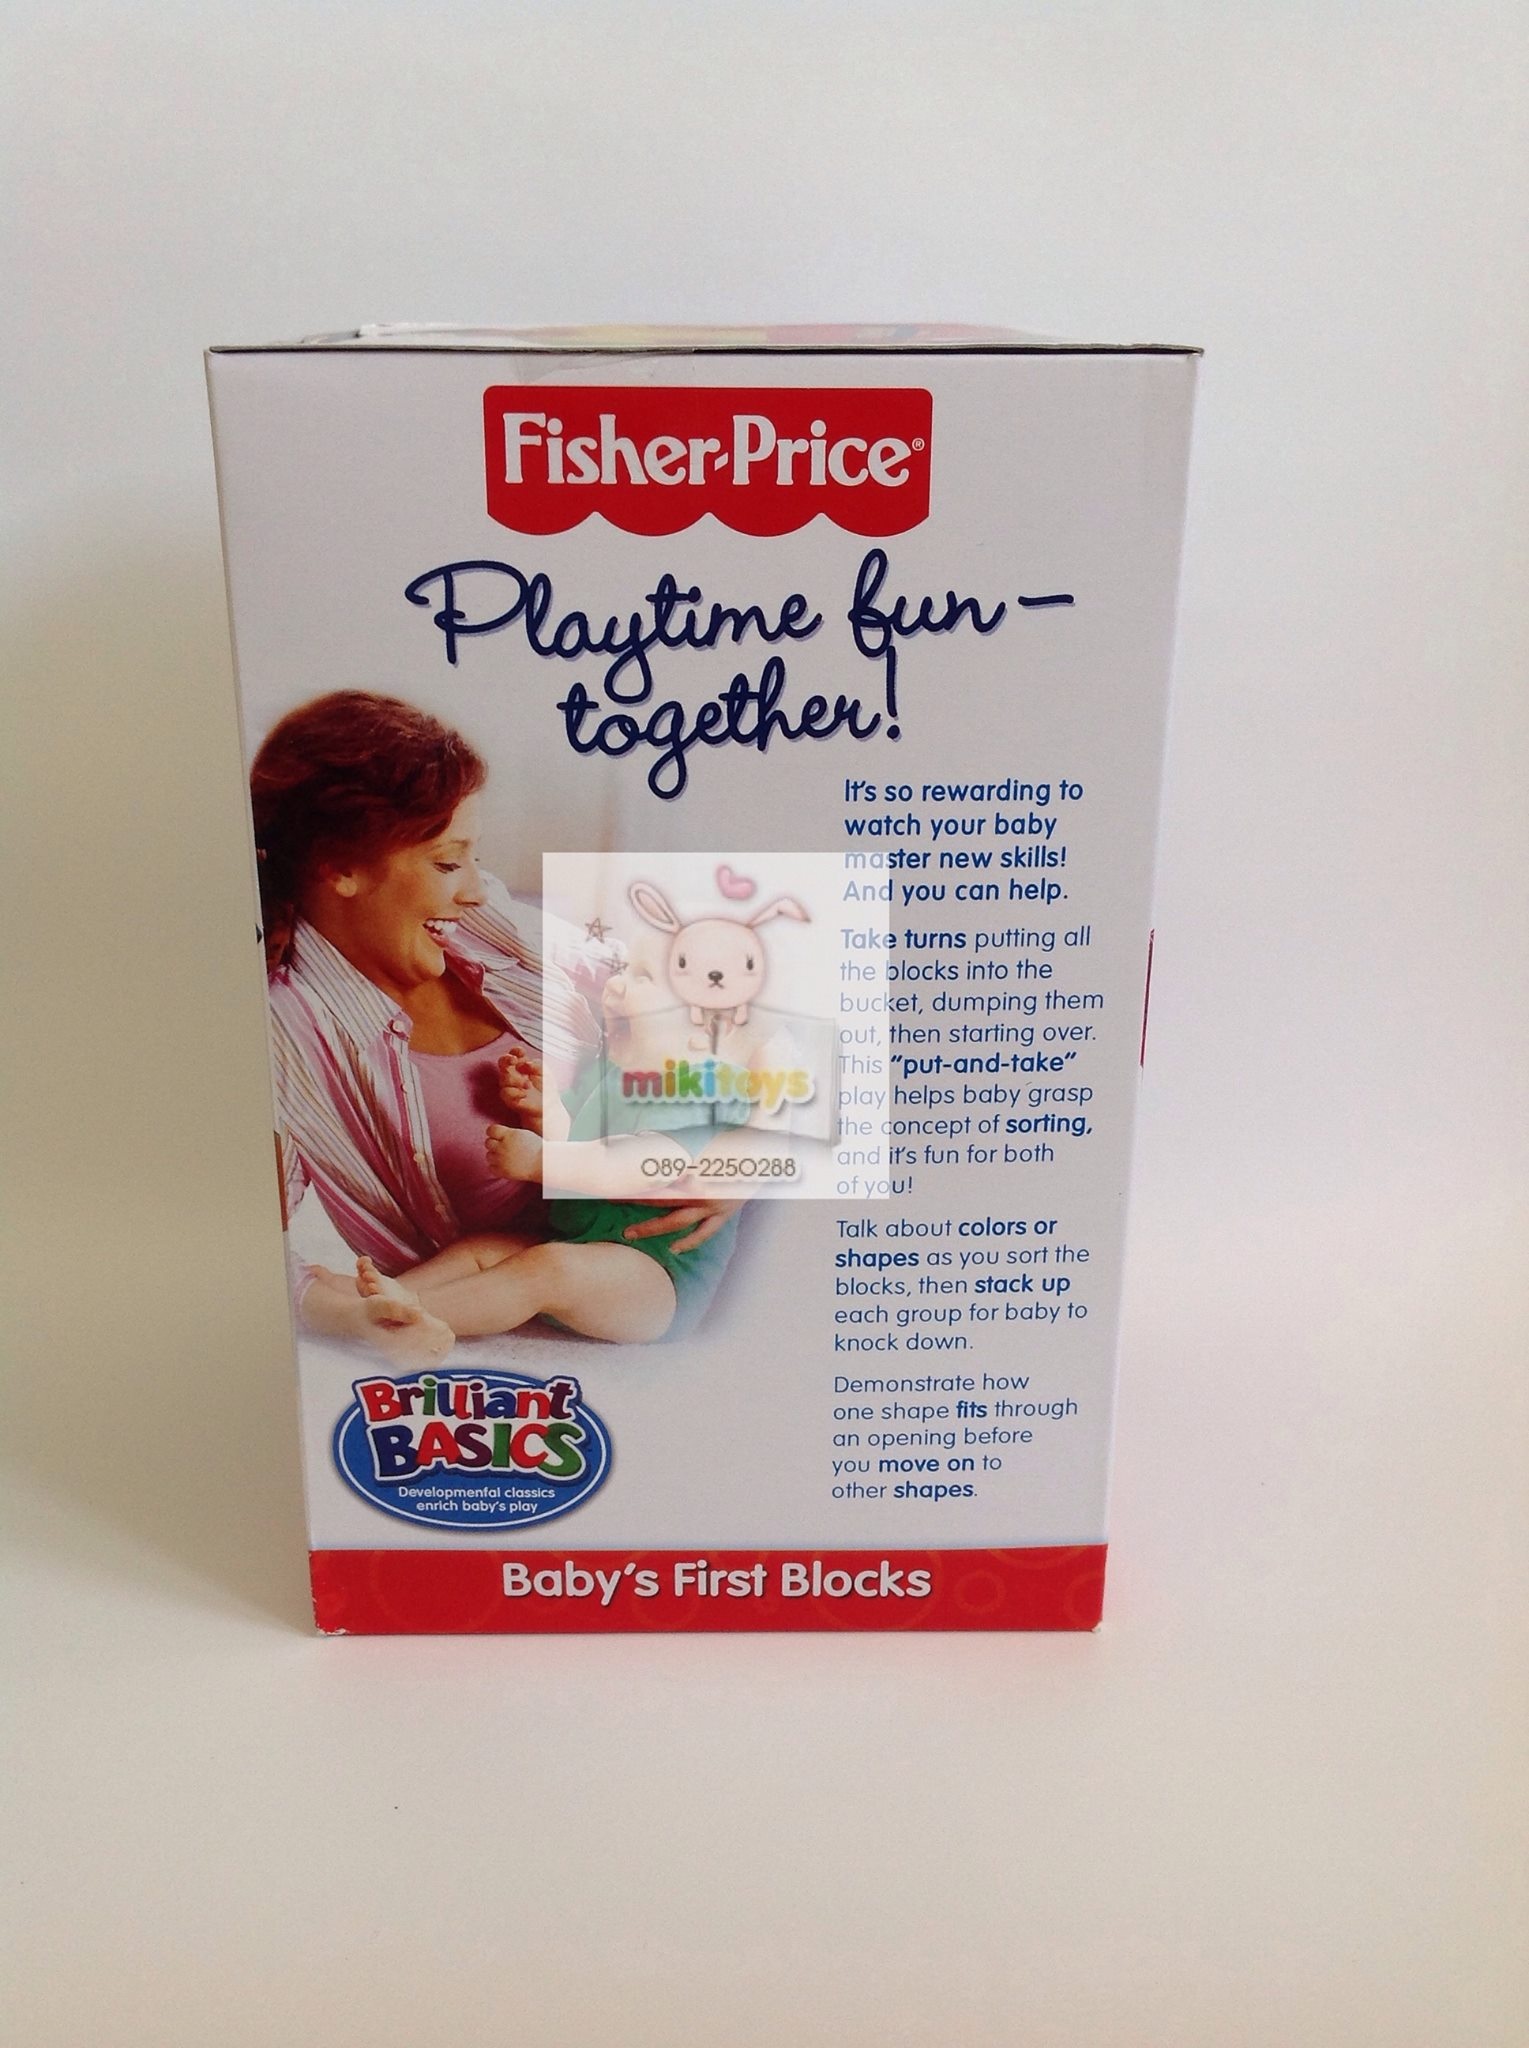 Fisher-Price®
Playtime fun –
together!
It's so rewarding to
watch your baby
master new skills!
And you can help.
Take turns putting all
the blocks into the
bucket, dumping them
out, then starting over.
This "put-and-take"
play helps baby grasp
the concept of sorting,
and it's fun for both
of you!
Talk about colors or
shapes as you sort the
blocks, then stack up
each group for baby to
knock down.
Demonstrate how
one shape fits through
an opening before
you move on to
other shapes.
mikitoys
089-2250288
Brilliant
BASICS
Developmental classics
enrich baby's play
Baby's First Blocks